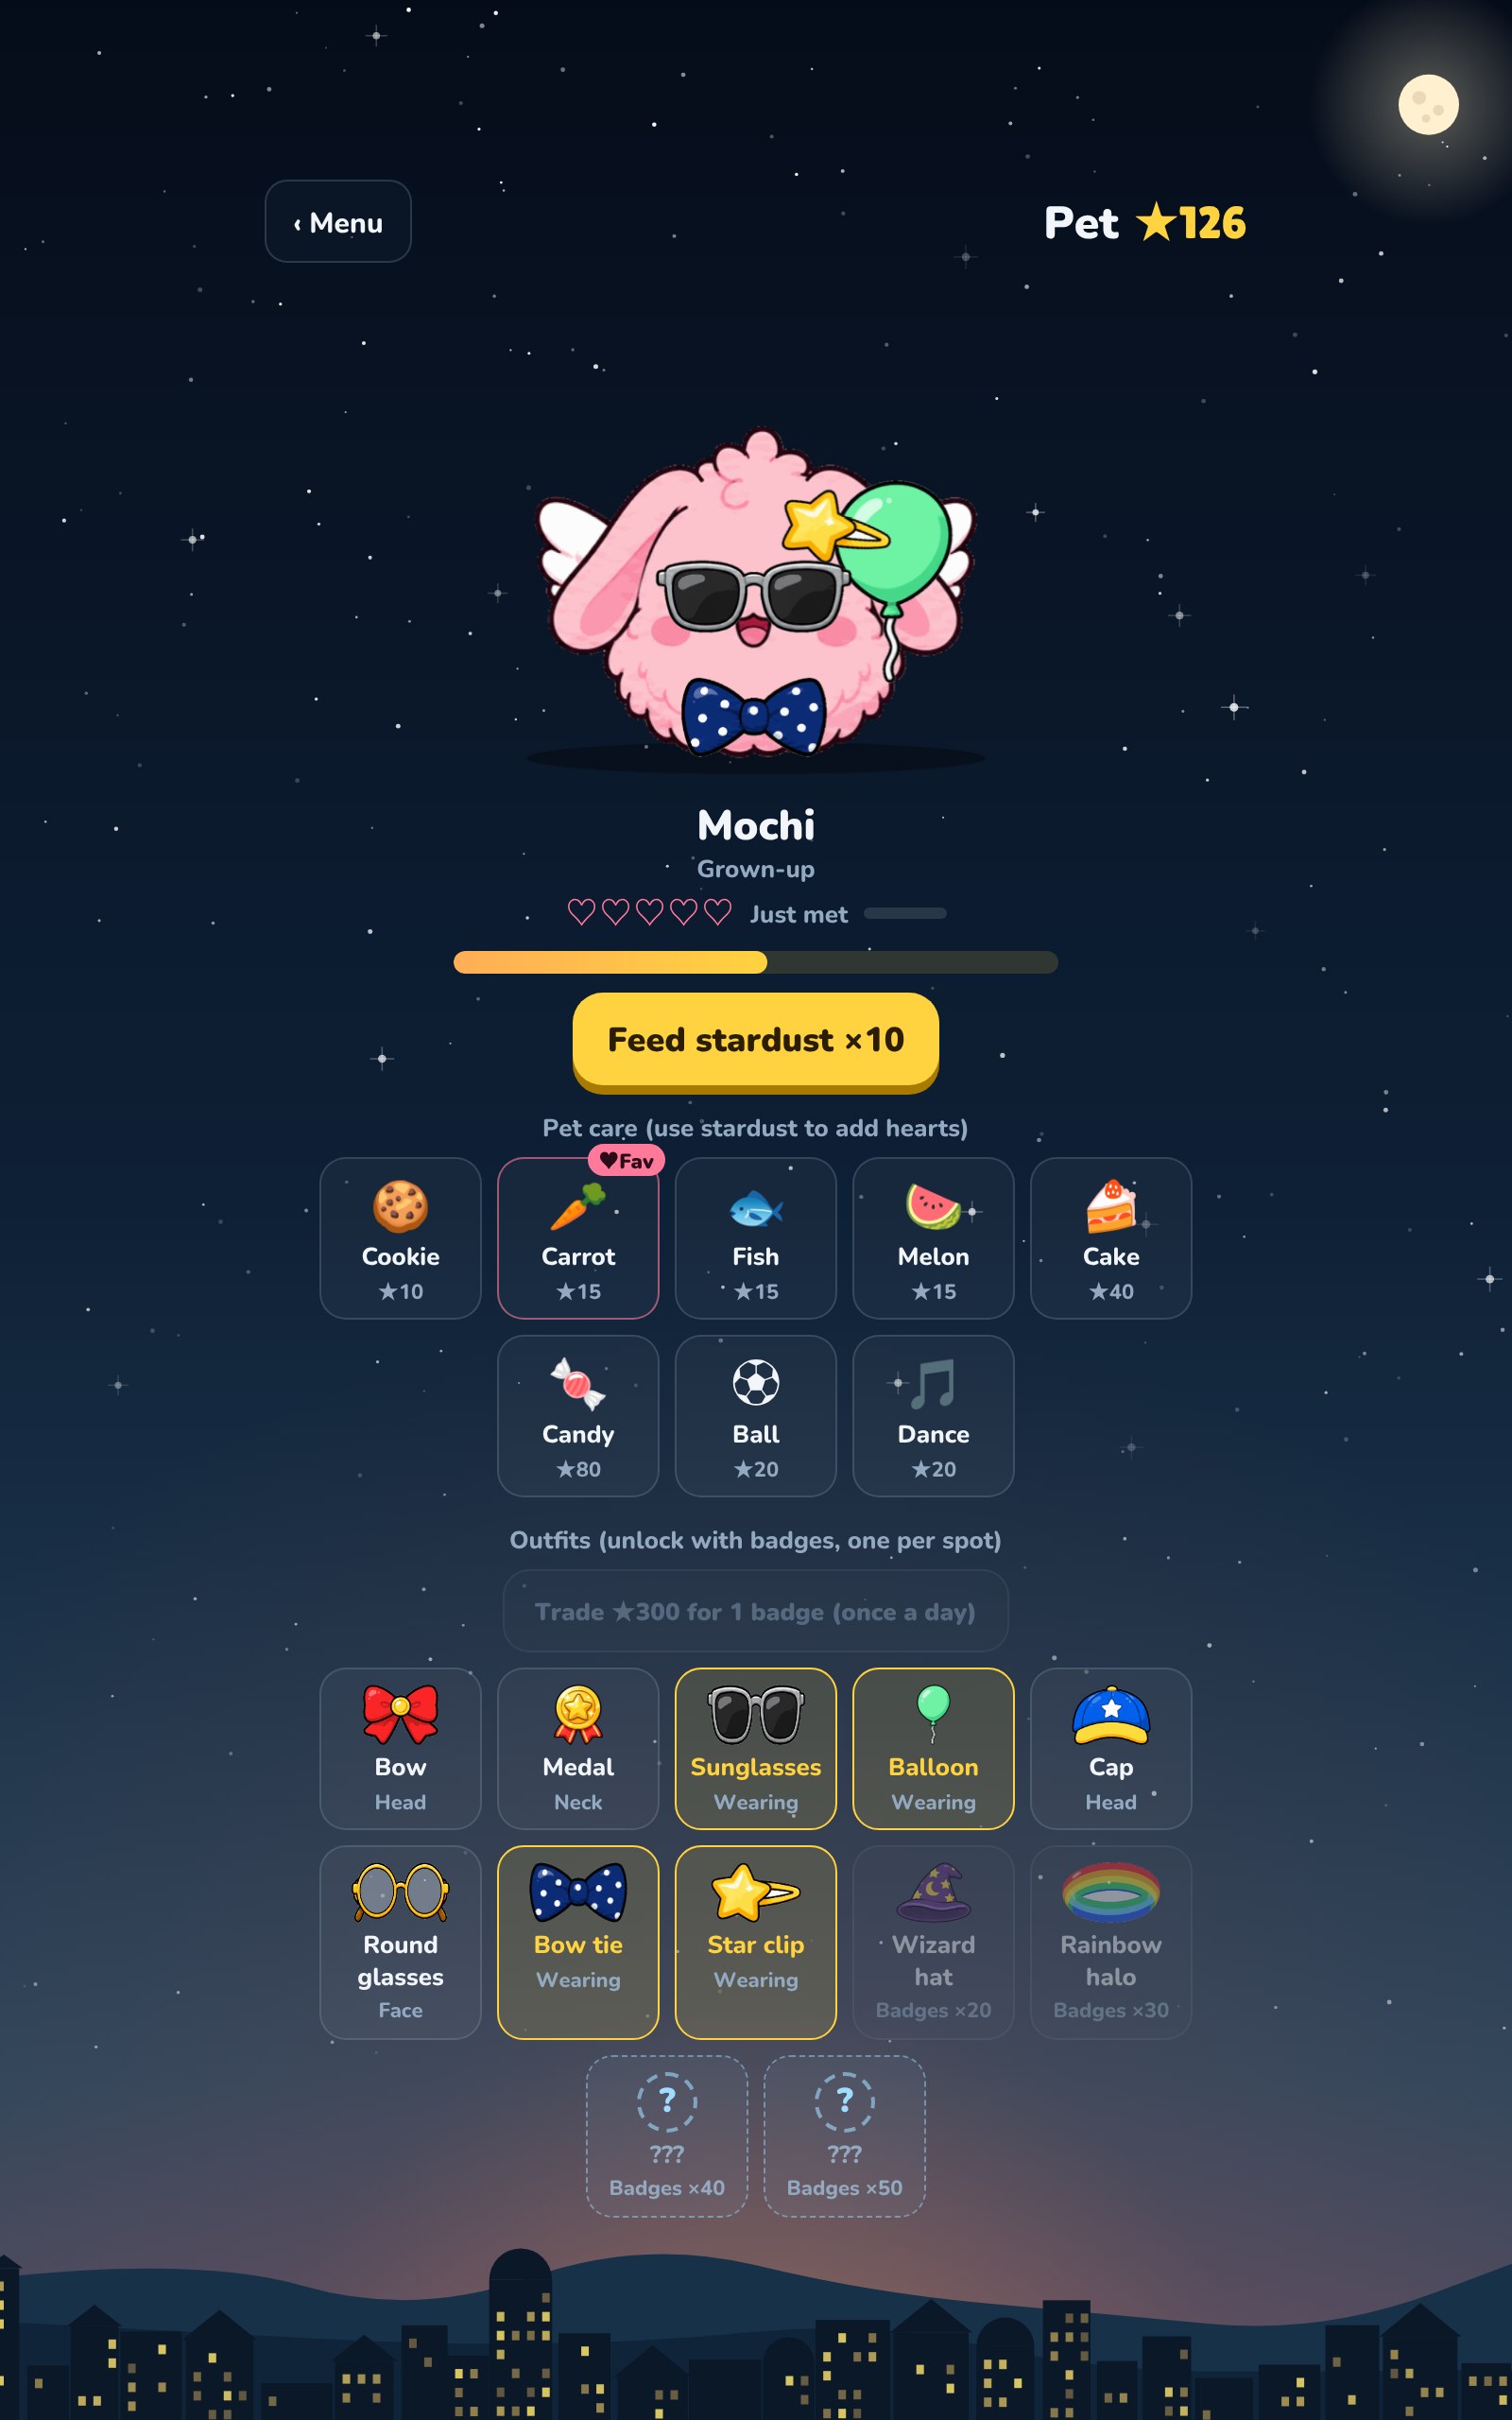 ‹ Menu
Pet ★126
Mochi
Grown-up
♡♡♡♡♡ Just met
Feed stardust ×10
Pet care (use stardust to add hearts)
♥Fav
Cookie Carrot Fish Melon Cake
★10 ★15 ★15 ★15 ★40
Candy Ball Dance
★80 ★20 ★20
Outfits (unlock with badges, one per spot)
Trade ★300 for 1 badge (once a day)
Bow Medal Sunglasses Balloon Cap
Head Neck Wearing Wearing Head
Round glasses Bow tie Star clip Wizard hat Rainbow halo
Face Wearing Wearing Badges ×20 Badges ×30
? ?
??? ???
Badges ×40 Badges ×50